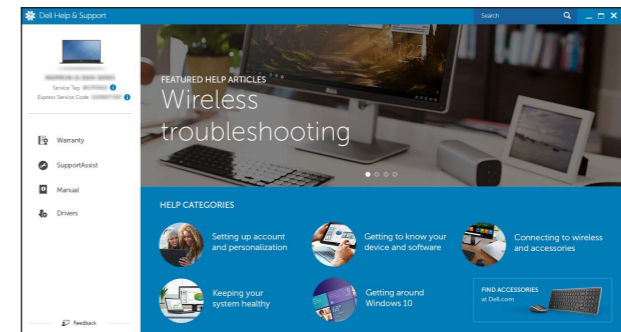 Dell Help & Support
Search
Service Tag:
Express Service Code:
Warranty
SupportAssist
Manual
Drivers
Feedback
FEATURED HELP ARTICLES
Wireless
troubleshooting
HELP CATEGORIES
Setting up account
and personalization
Getting to know your
device and software
Connecting to wireless
and accessories
Keeping your
system healthy
Getting around
Windows 10
FIND ACCESSORIES
at Dell.com